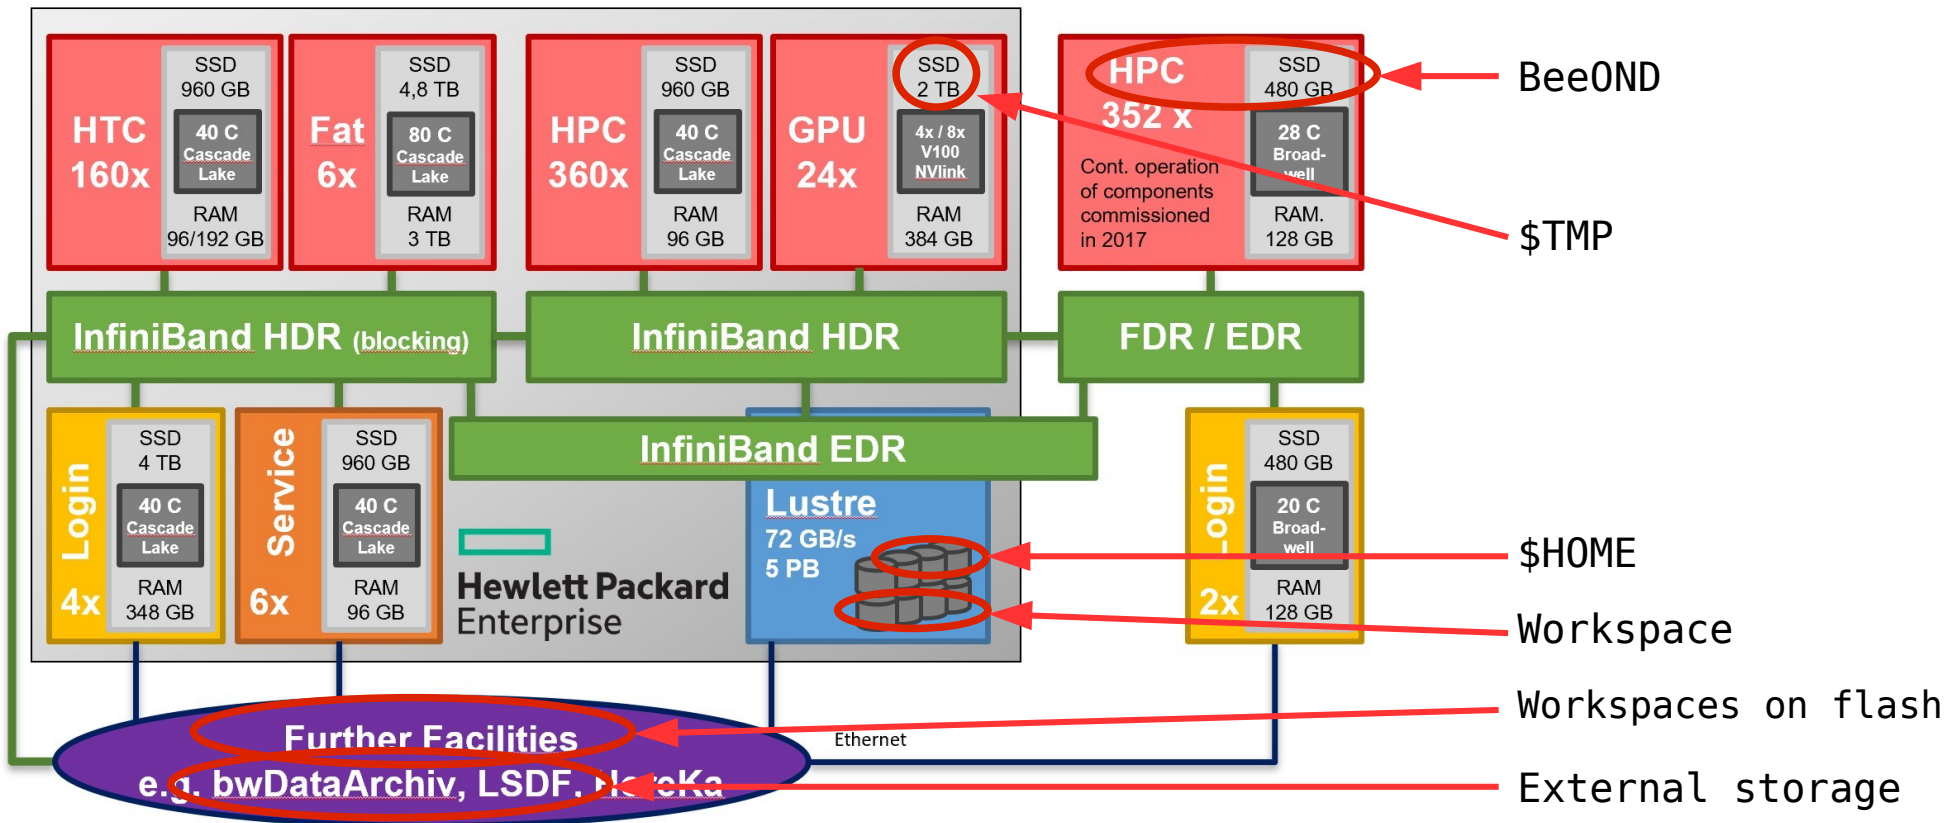 HTC
160x
SSD
960 GB
40 C
Cascade
Lake
RAM
96/192 GB
Fat
6x
SSD
4,8 TB
80 C
Cascade
Lake
RAM
3 TB
HPC
360x
SSD
960 GB
40 C
Cascade
Lake
RAM
96 GB
GPU
24x
SSD
2 TB
4x / 8x
V100
NVlink
RAM
384 GB
HPC
352 x
Cont. operation
of components
commissioned
in 2017
SSD
480 GB
28 C
Broad-
well
RAM.
128 GB
BeeOND
$TMP
InfiniBand HDR (blocking)
InfiniBand HDR
FDR / EDR
InfiniBand EDR
Login
4x
SSD
4 TB
40 C
Cascade
Lake
RAM
348 GB
Service
6x
SSD
960 GB
40 C
Cascade
Lake
RAM
96 GB
Hewlett Packard
Enterprise
Lustre
72 GB/s
5 PB
Login
2x
SSD
480 GB
20 C
Broad-
well
RAM
128 GB
$HOME
Workspace
Workspaces on flash
External storage
Ethernet
Further Facilities
e.g. bwDataArchiv, LSDF, HoreKa